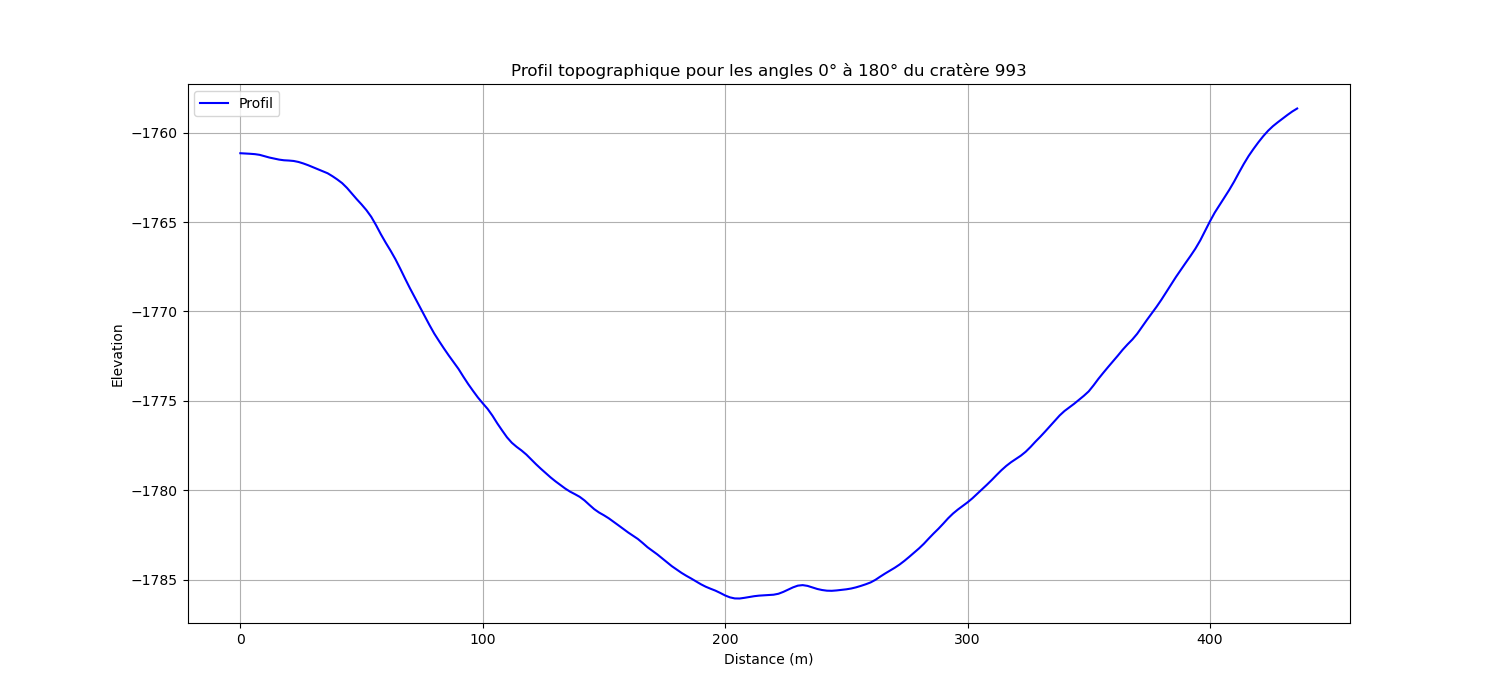 Profil topographique pour les angles 0° à 180° du cratère 993
Profil
−1760
−1765
−1770
−1775
−1780
−1785
Elevation
0 100 200 300 400
Distance (m)